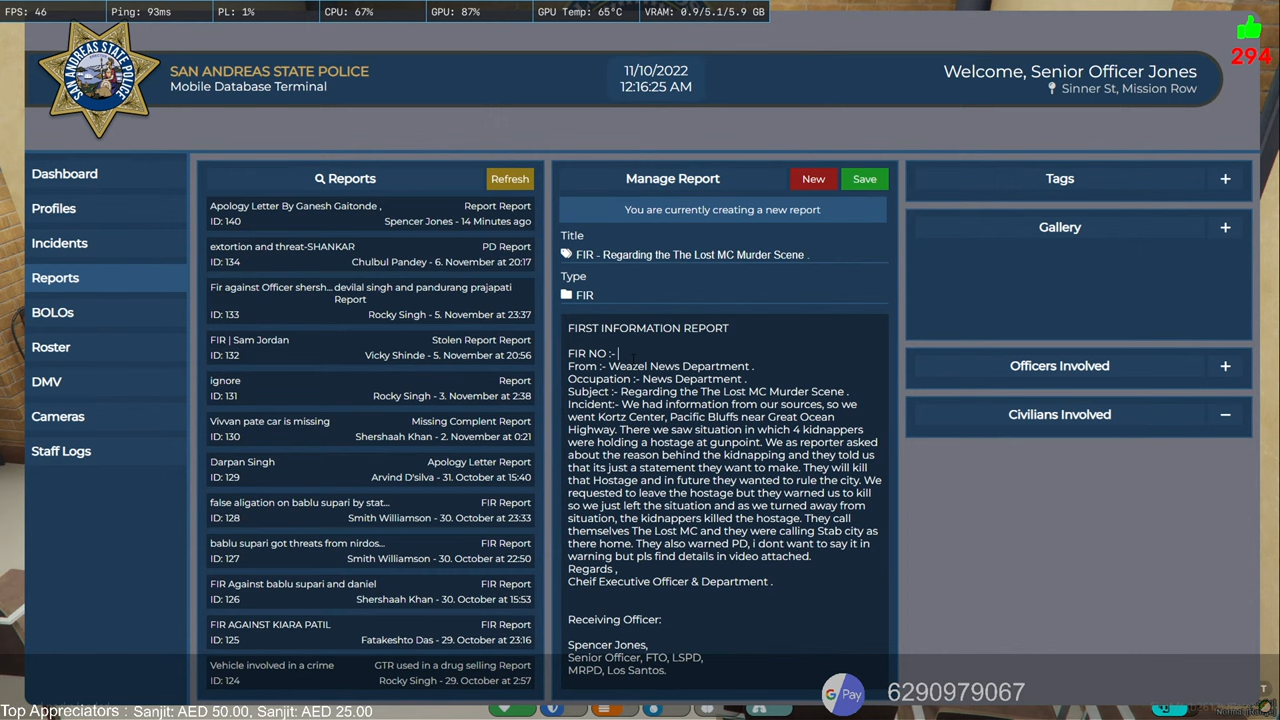 FPS: 46
Ping: 93ms
PL: 1%
CPU: 67%
GPU: 87%
GPU Temp: 65°C
VRAM: 0.9/5.1/5.9 GB
294
SAN ANDREAS STATE POLICE
Mobile Database Terminal
11/10/2022
12:16:25 AM
Welcome, Senior Officer Jones
Sinner St, Mission Row
Dashboard
Profiles
Incidents
Reports
BOLOs
Roster
DMV
Cameras
Staff Logs
Reports
Refresh
Apology Letter By Ganesh Gaitonde , Report Report
ID: 140 Spencer Jones - 14 Minutes ago
extortion and threat-SHANKAR PD Report
ID: 134 Chulbul Pandey - 6. November at 20:17
Fir against Officer shersh... devilal singh and pandurang prajapati
Report
ID: 133 Rocky Singh - 5. November at 23:37
FIR | Sam Jordan Stolen Report Report
ID: 132 Vicky Shinde - 5. November at 20:56
ignore Report
ID: 131 Rocky Singh - 3. November at 2:38
Vivvan pate car is missing Missing Complent Report
ID: 130 Shershaah Khan - 2. November at 0:21
Darpan Singh Apology Letter Report
ID: 129 Arvind D'silva - 31. October at 15:40
false aligation on bablu supari by stat... FIR Report
ID: 128 Smith Williamson - 30. October at 23:33
bablu supari got threats from nirdos... FIR Report
ID: 127 Smith Williamson - 30. October at 22:50
FIR Against bablu supari and daniel FIR Report
ID: 126 Shershaah Khan - 30. October at 15:53
FIR AGAINST KIARA PATIL FIR Report
ID: 125 Fatakeshto Das - 29. October at 23:16
Vehicle involved in a crime GTR used in a drug selling Report
ID: 124 Rocky Singh - 29. October at 2:57
Manage Report
New
Save
You are currently creating a new report
Title
FIR - Regarding the The Lost MC Murder Scene .
Type
FIR
FIRST INFORMATION REPORT
FIR NO :-
From :- Weazel News Department .
Occupation :- News Department .
Subject :- Regarding the The Lost MC Murder Scene .
Incident:- We had information from our sources, so we
went Kortz Center, Pacific Bluffs near Great Ocean
Highway. There we saw situation in which 4 kidnappers
were holding a hostage at gunpoint. We as reporter asked
about the reason behind the kidnapping and they told us
that its just a statement they want to make. They will kill
that Hostage and in future they wanted to rule the city. We
requested to leave the hostage but they warned us to kill
so we just left the situation and as we turned away from
situation, the kidnappers killed the hostage. They call
themselves The Lost MC and they were calling Stab city as
there home. They also warned PD, i dont want to say it in
warning but pls find details in video attached.
Regards ,
Cheif Executive Officer & Department .
Receiving Officer:
Spencer Jones,
Senior Officer, FTO, LSPD,
MRPD, Los Santos.
Tags
Gallery
Officers Involved
Civilians Involved
G Pay 6290979067
Top Appreciators : Sanjit: AED 50.00, Sanjit: AED 25.00